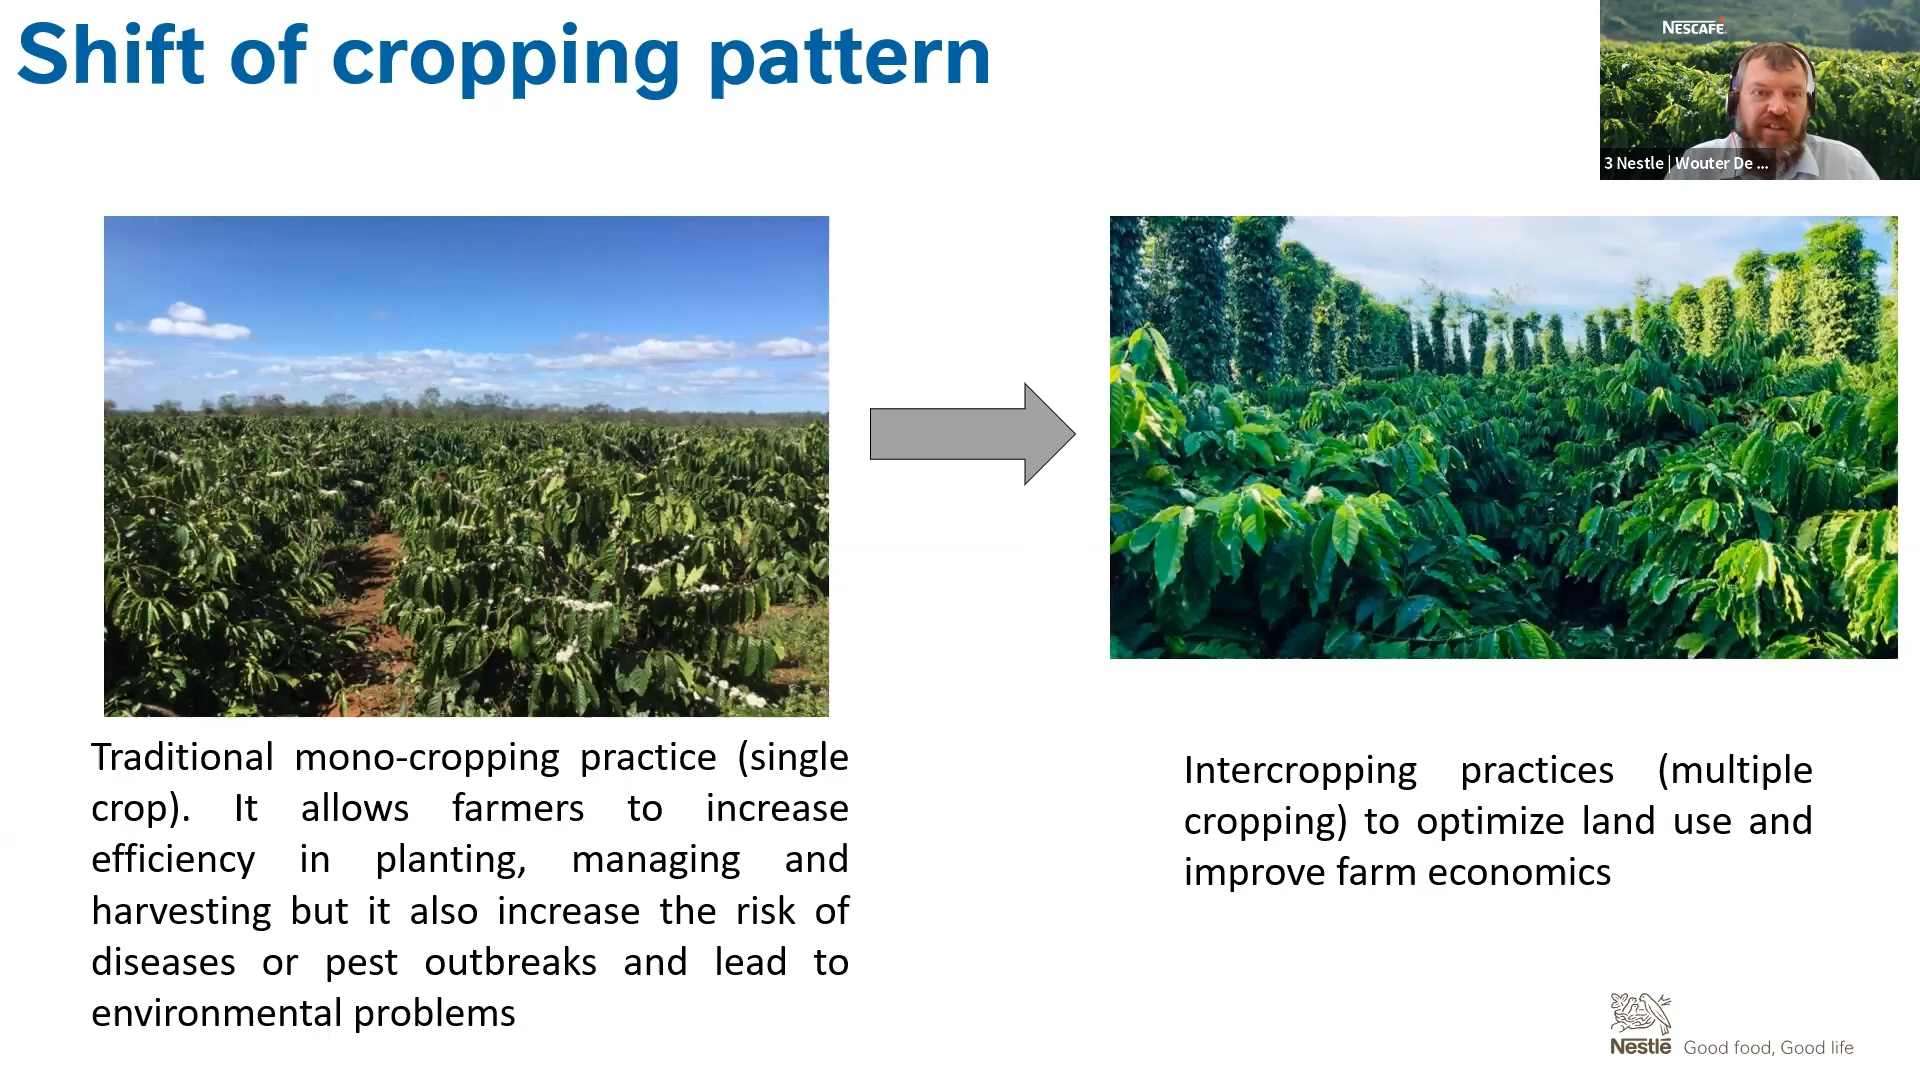 Shift of cropping pattern
NESCAFÉ.
3 Nestle | Wouter De ...
Traditional mono-cropping practice (single
crop). It allows farmers to increase
efficiency in planting, managing and
harvesting but it also increase the risk of
diseases or pest outbreaks and lead to
environmental problems
Intercropping practices (multiple
cropping) to optimize land use and
improve farm economics
Nestlé Good food, Good life